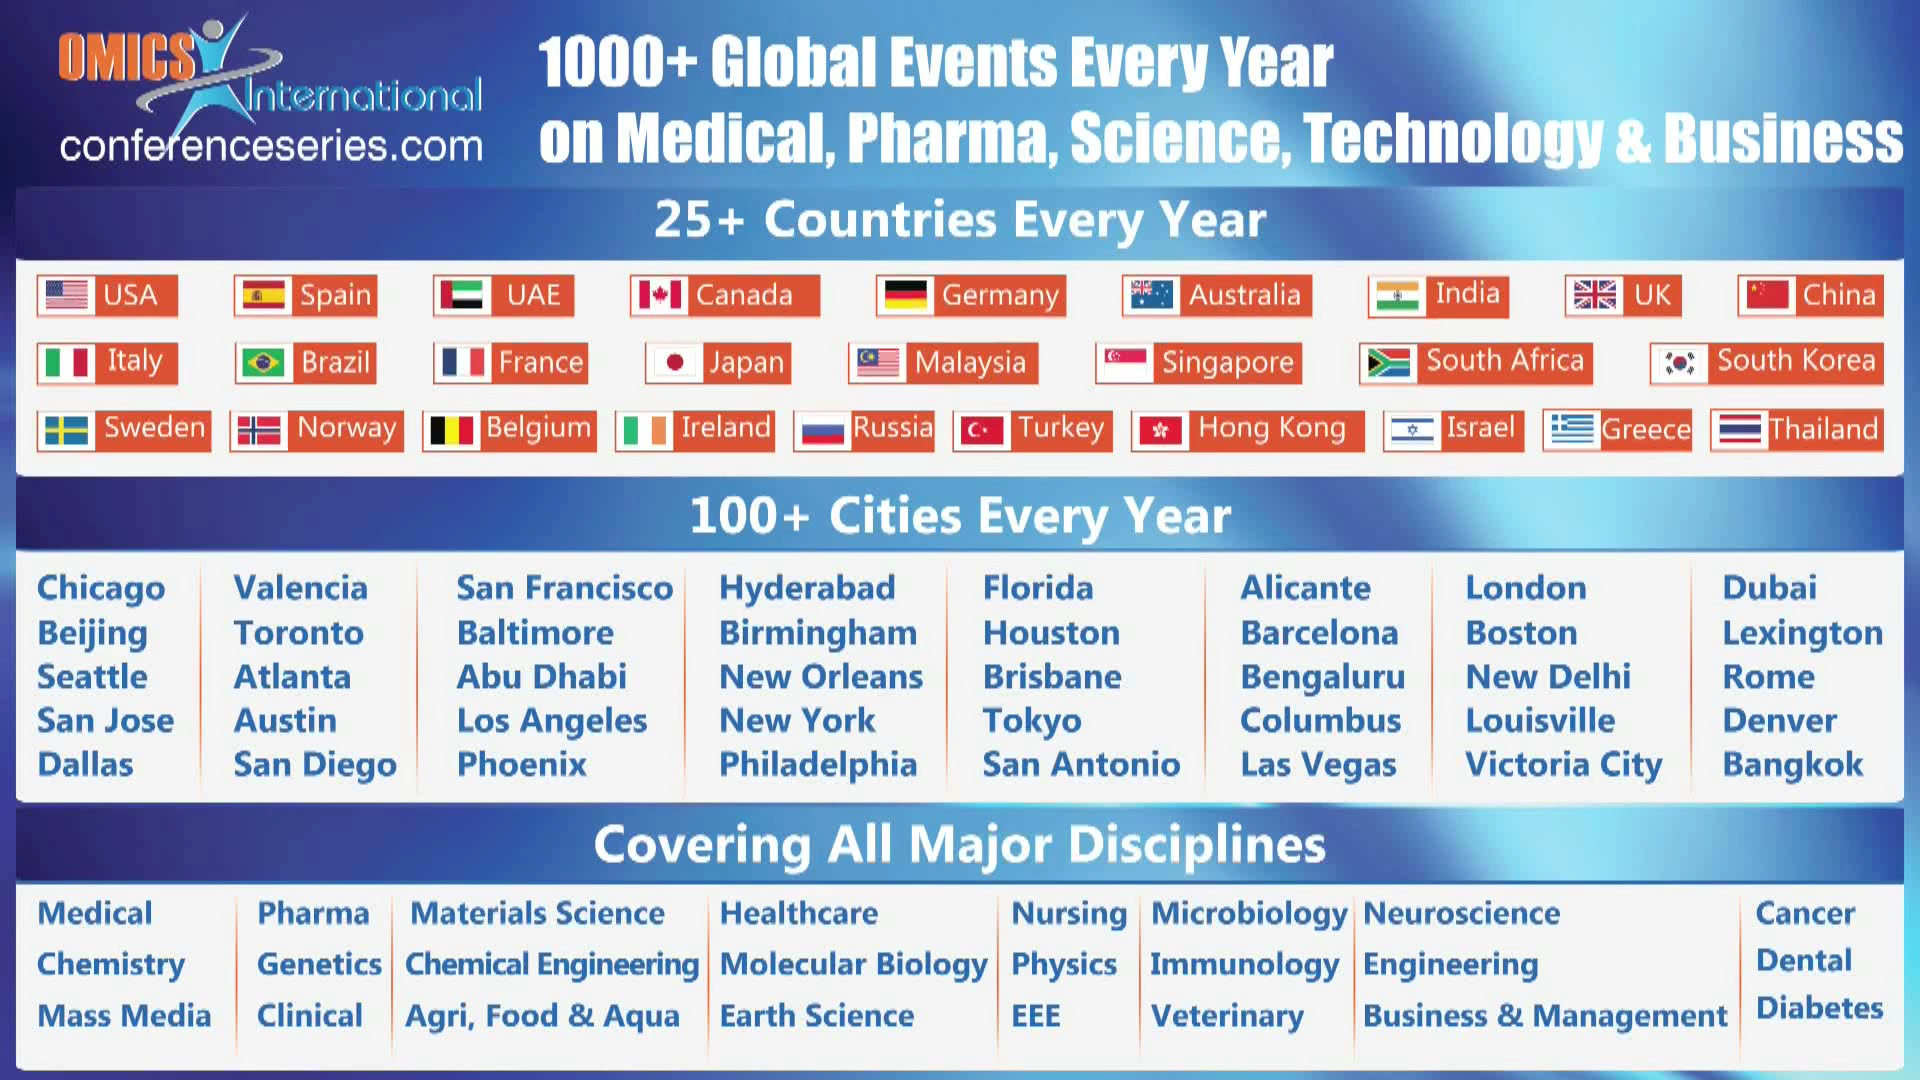 OMICS International
conferenceseries.com
1000+ Global Events Every Year
on Medical, Pharma, Science, Technology & Business
25+ Countries Every Year
USA Spain UAE Canada Germany Australia India UK China
Italy Brazil France Japan Malaysia Singapore South Africa South Korea
Sweden Norway Belgium Ireland Russia Turkey Hong Kong Israel Greece Thailand
100+ Cities Every Year
Chicago Valencia San Francisco Hyderabad Florida Alicante London Dubai
Beijing Toronto Baltimore Birmingham Houston Barcelona Boston Lexington
Seattle Atlanta Abu Dhabi New Orleans Brisbane Bengaluru New Delhi Rome
San Jose Austin Los Angeles New York Tokyo Columbus Louisville Denver
Dallas San Diego Phoenix Philadelphia San Antonio Las Vegas Victoria City Bangkok
Covering All Major Disciplines
Medical Pharma Materials Science Healthcare Nursing Microbiology Neuroscience Cancer
Chemistry Genetics Chemical Engineering Molecular Biology Physics Immunology Engineering Dental
Mass Media Clinical Agri, Food & Aqua Earth Science EEE Veterinary Business & Management Diabetes